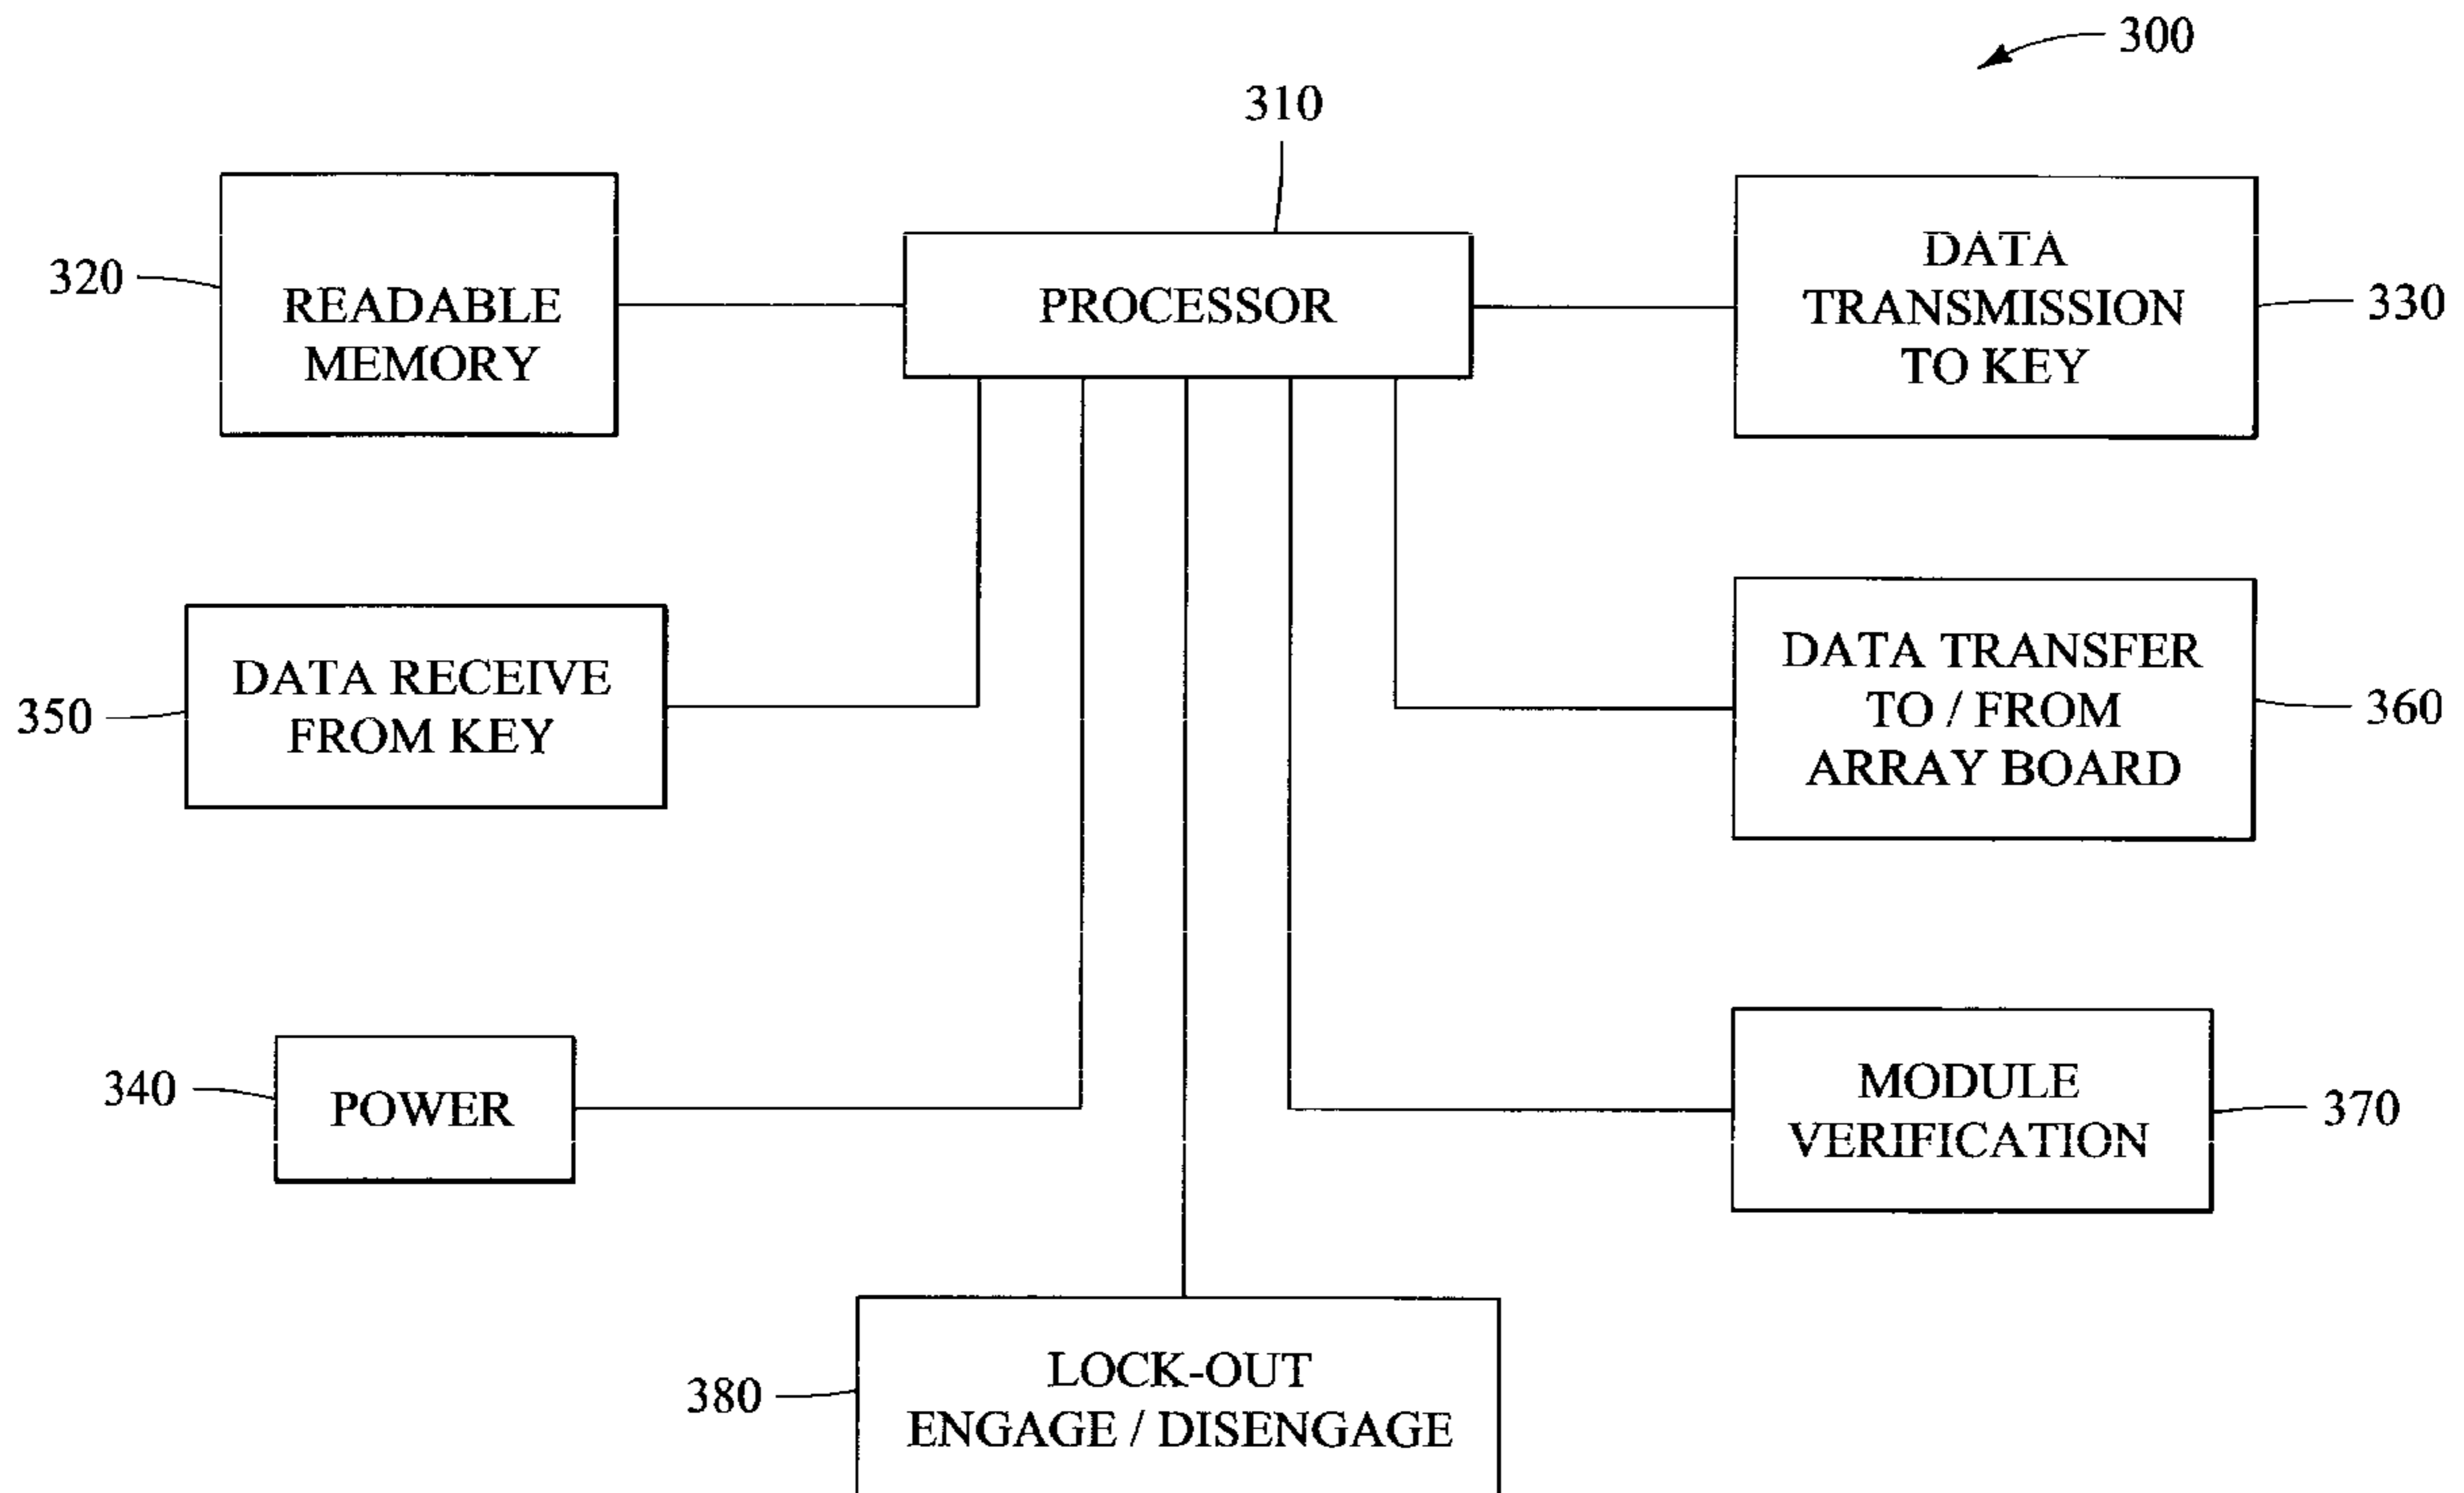 300
310
320
READABLE
MEMORY
PROCESSOR
DATA
TRANSMISSION
TO KEY
330
350
DATA RECEIVE
FROM KEY
DATA TRANSFER
TO / FROM
ARRAY BOARD
360
340
POWER
MODULE
VERIFICATION
370
380
LOCK-OUT
ENGAGE / DISENGAGE